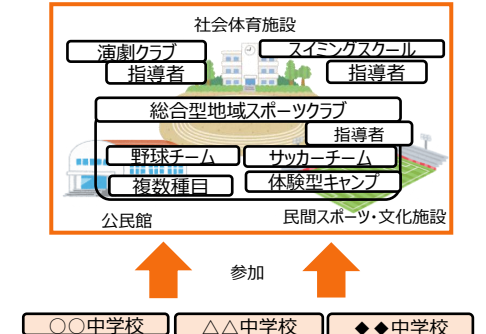 社会体育施設
演劇クラブ
スイミングスクール
指導者
指導者
総合型地域スポーツクラブ
指導者
野球チーム
サッカーチーム
複数種目
体験型キャンプ
公民館
民間スポーツ・文化施設
参加
○○中学校
△△中学校
◆◆中学校